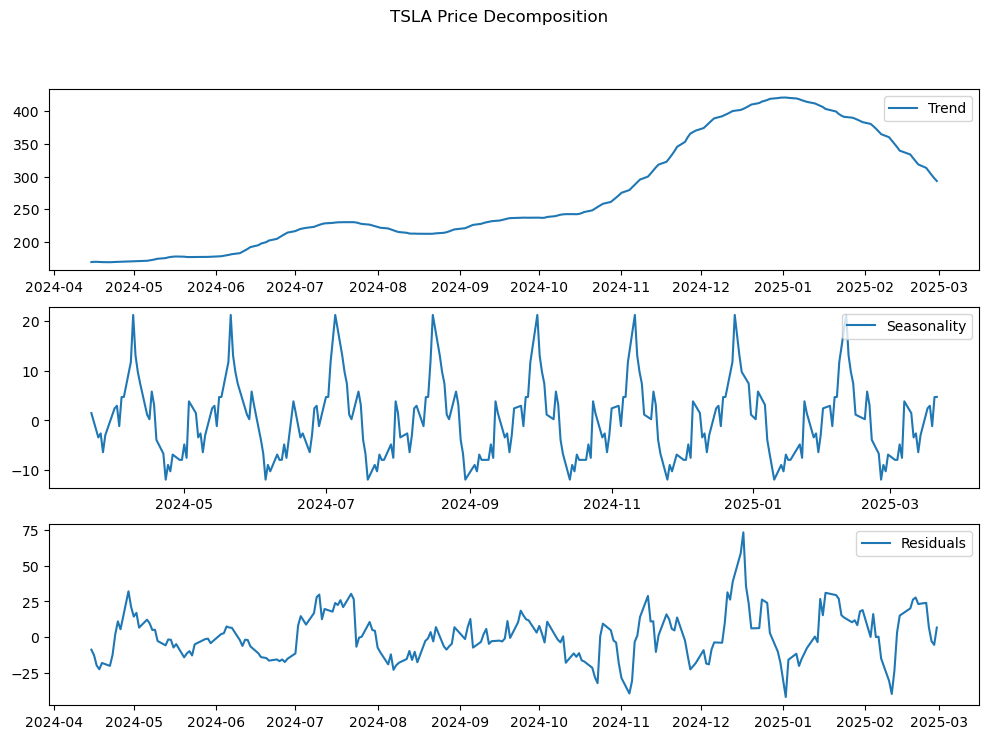 TSLA Price Decomposition
Trend
400
350
300
250
200
2024-04 2024-05 2024-06 2024-07 2024-08 2024-09 2024-10 2024-11 2024-12 2025-01 2025-02 2025-03
Seasonality
20
10
0
−10
2024-05 2024-07 2024-09 2024-11 2025-01 2025-03
Residuals
75
50
25
0
−25
2024-04 2024-05 2024-06 2024-07 2024-08 2024-09 2024-10 2024-11 2024-12 2025-01 2025-02 2025-03